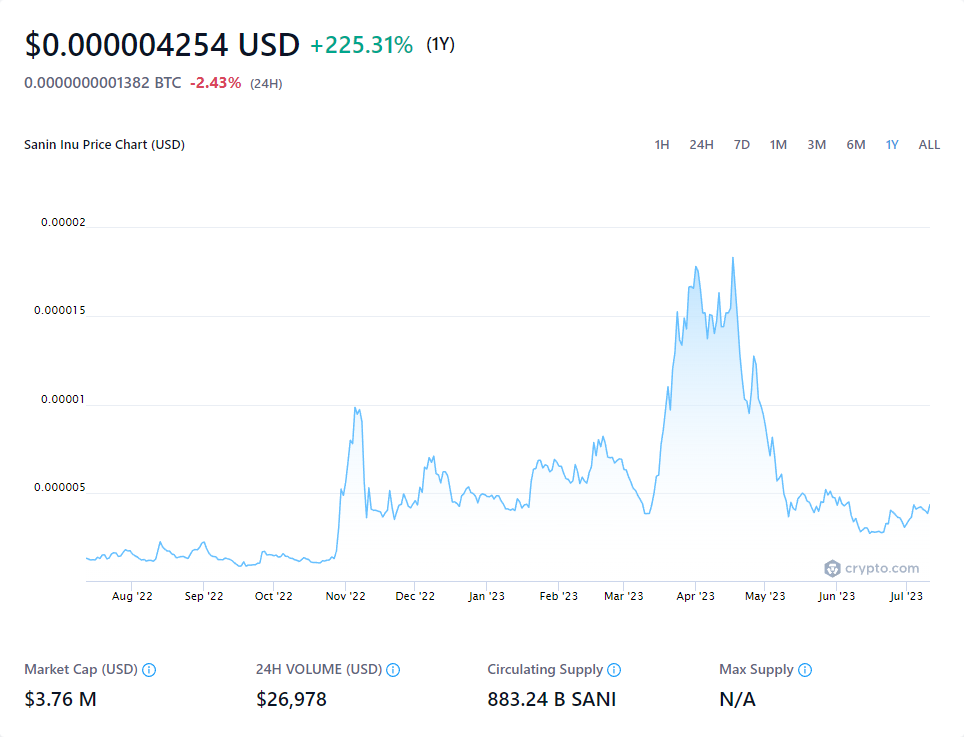 $0.000004254 USD +225.31% (1Y)
0.0000000001382 BTC -2.43% (24H)
Sanin Inu Price Chart (USD) 1H 24H 7D 1M 3M 6M 1Y ALL
0.00002
0.000015
0.00001
0.000005
crypto.com
Aug '22 Sep '22 Oct '22 Nov '22 Dec '22 Jan '23 Feb '23 Mar '23 Apr '23 May '23 Jun '23 Jul '23
Market Cap (USD) 24H VOLUME (USD) Circulating Supply Max Supply
$3.76 M $26,978 883.24 B SANI N/A